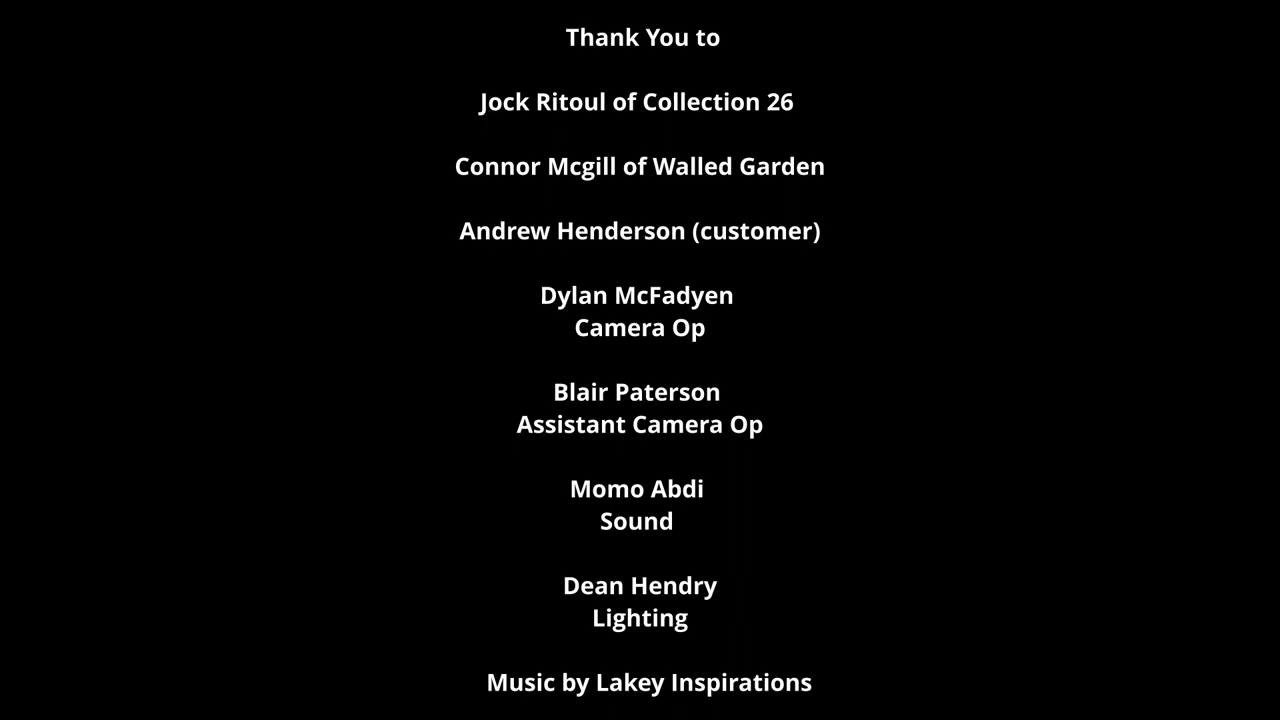 Thank You to
Jock Ritoul of Collection 26
Connor Mcgill of Walled Garden
Andrew Henderson (customer)
Dylan McFadyen
Camera Op
Blair Paterson
Assistant Camera Op
Momo Abdi
Sound
Dean Hendry
Lighting
Music by Lakey Inspirations